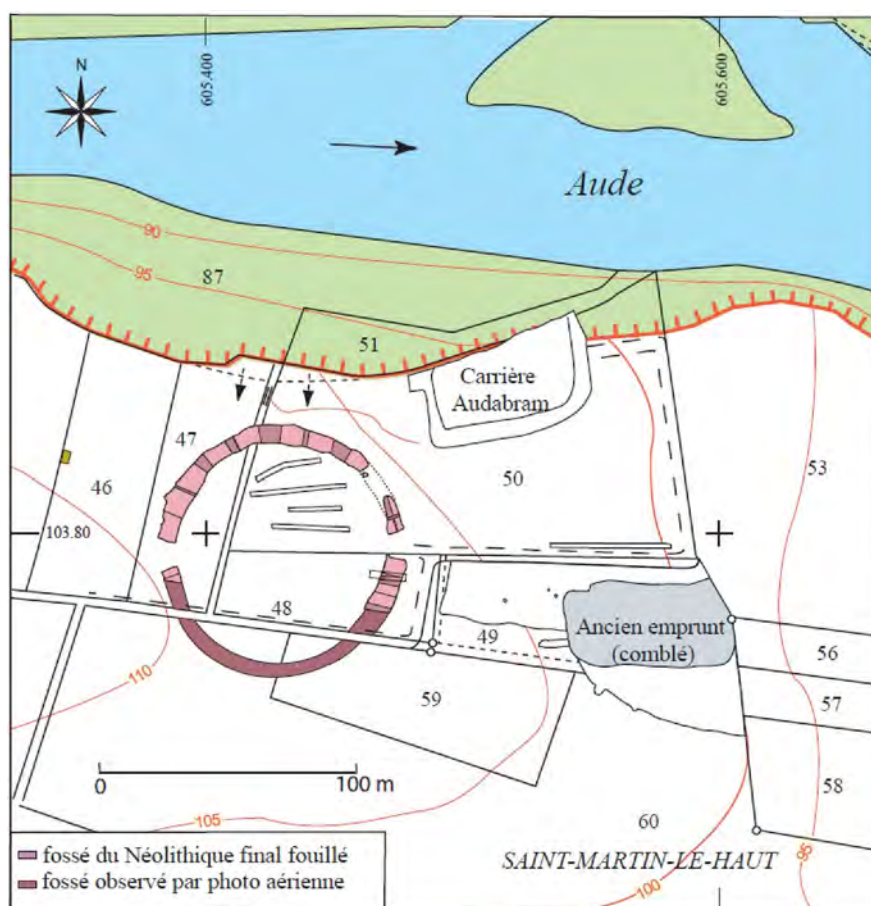 N
605.400
605.600
Aude
90
95
87
51
Carrière
Audabram
47
46
50
53
103.80
48
49
Ancien emprunt
(comblé)
56
57
110
59
58
0
100 m
105
60
95
100
SAINT-MARTIN-LE-HAUT
fossé du Néolithique final fouillé
fossé observé par photo aérienne